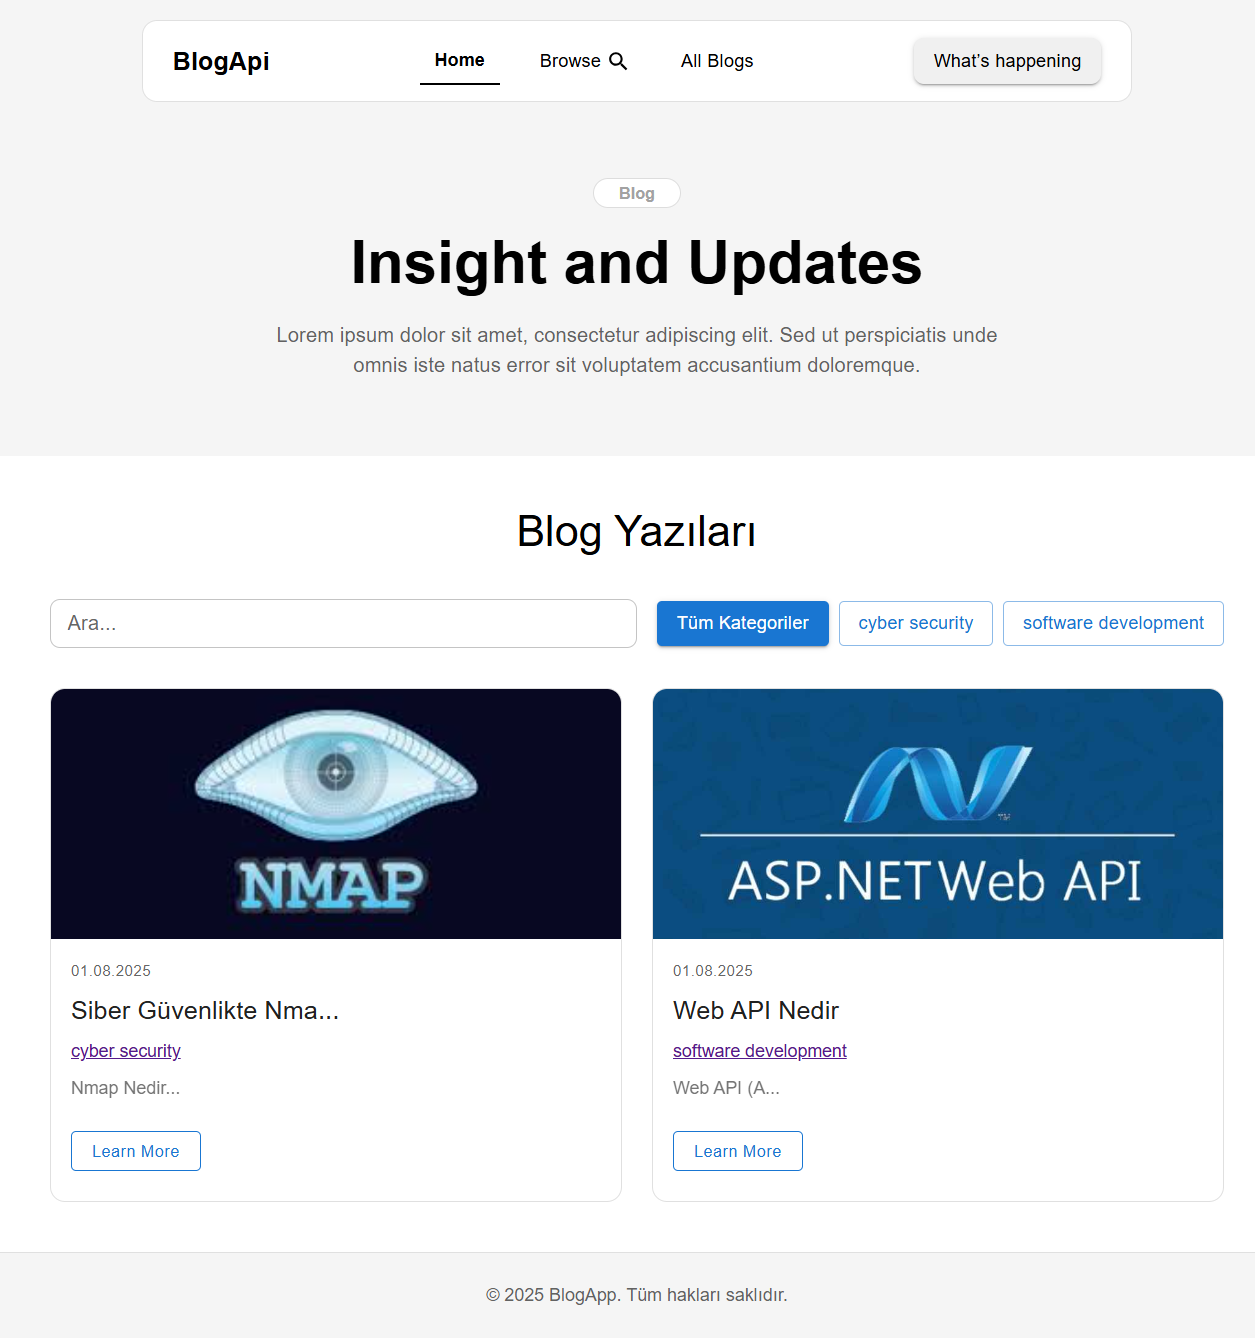 BlogApi
Home
Browse
All Blogs
What's happening
Blog
Insight and Updates
Lorem ipsum dolor sit amet, consectetur adipiscing elit. Sed ut perspiciatis unde
omnis iste natus error sit voluptatem accusantium doloremque.
Blog Yazıları
Ara...
Tüm Kategoriler
cyber security
software development
NMAP
TM
ASP.NET Web API
01.08.2025
Siber Güvenlikte Nma...
cyber security
Nmap Nedir...
Learn More
01.08.2025
Web API Nedir
software development
Web API (A...
Learn More
© 2025 BlogApp. Tüm hakları saklıdır.